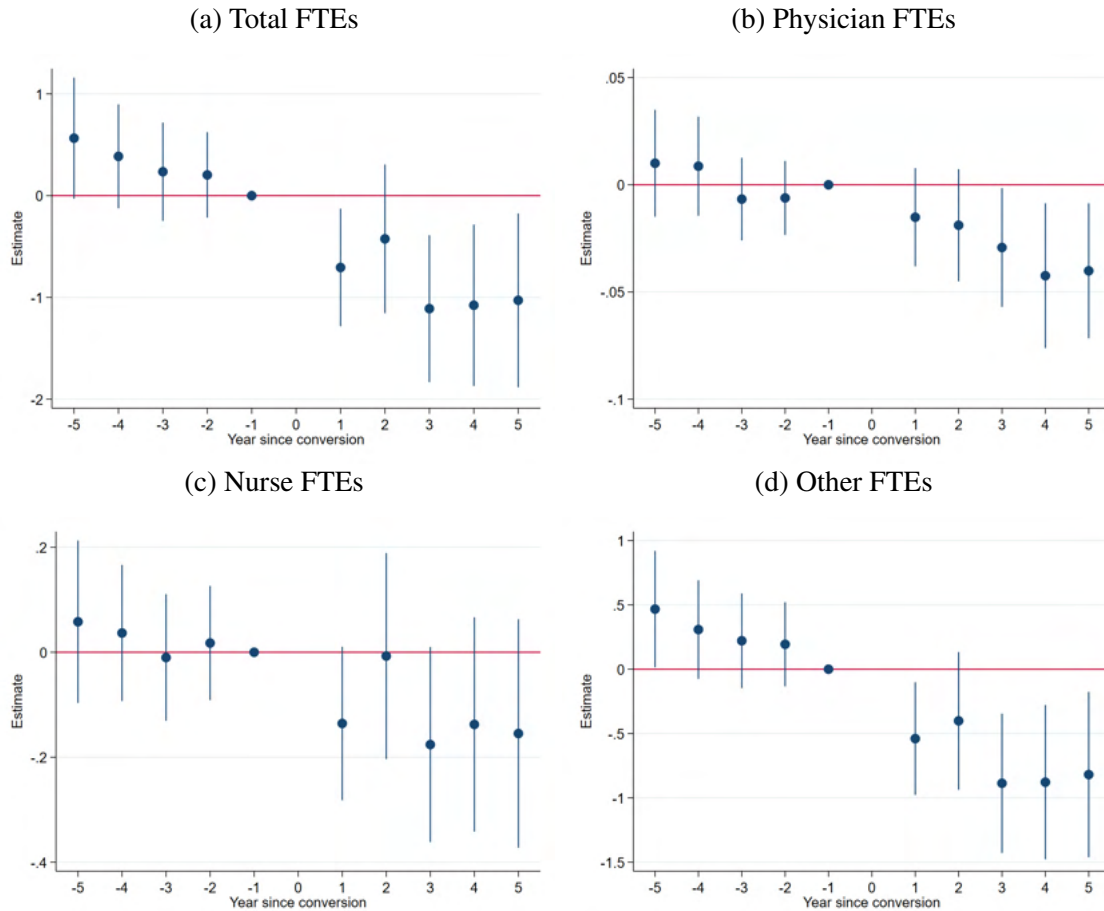 (a) Total FTEs
Estimate
1
0
-1
-2
-5 -4 -3 -2 -1 0 1 2 3 4 5
Year since conversion
(b) Physician FTEs
Estimate
.05
0
-.05
-.1
-5 -4 -3 -2 -1 0 1 2 3 4 5
Year since conversion
(c) Nurse FTEs
Estimate
.2
0
-.2
-.4
-5 -4 -3 -2 -1 0 1 2 3 4 5
Year since conversion
(d) Other FTEs
Estimate
1
.5
0
-.5
-1
-1.5
-5 -4 -3 -2 -1 0 1 2 3 4 5
Year since conversion